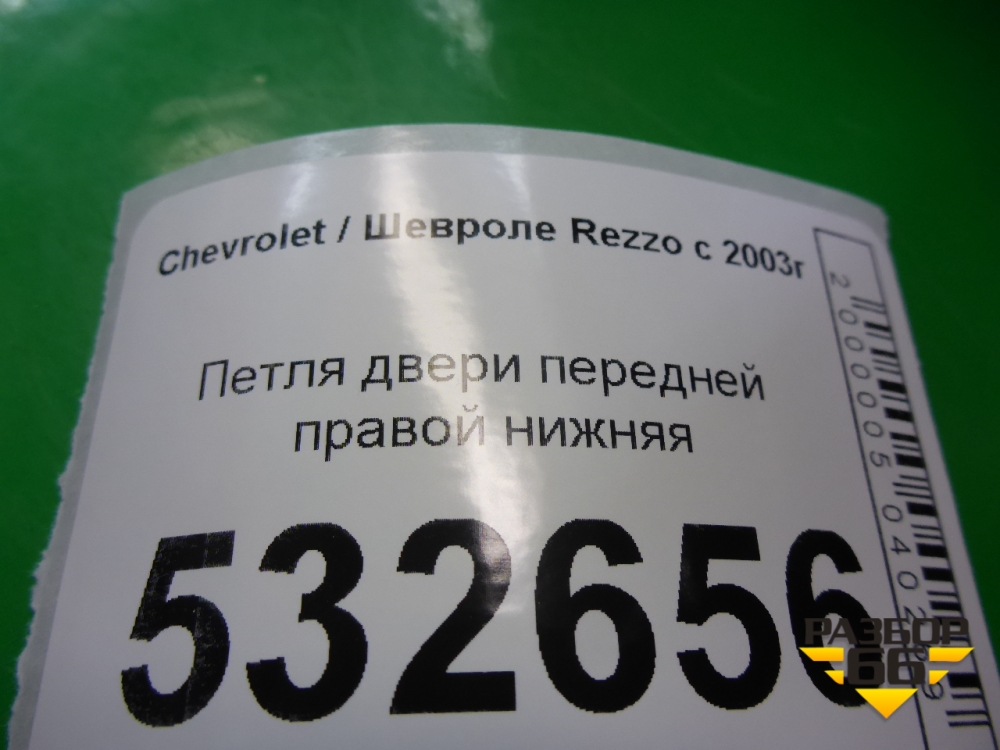 Chevrolet / Шевроле Rezzo с 2003г
Петля двери передней
правой нижняя
532656
РАЗБОР
66